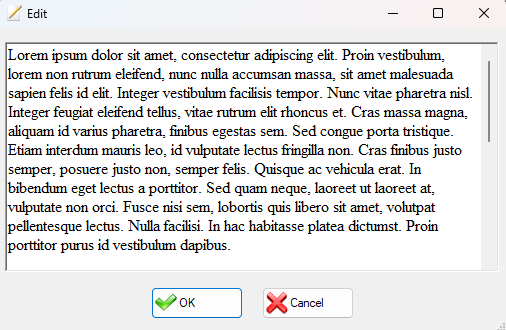 Edit
Lorem ipsum dolor sit amet, consectetur adipiscing elit. Proin vestibulum,
lorem non rutrum eleifend, nunc nulla accumsan massa, sit amet malesuada
sapien felis id elit. Integer vestibulum facilisis tempor. Nunc vitae pharetra nisl.
Integer feugiat eleifend tellus, vitae rutrum elit rhoncus et. Cras massa magna,
aliquam id varius pharetra, finibus egestas sem. Sed congue porta tristique.
Etiam interdum mauris leo, id vulputate lectus fringilla non. Cras finibus justo
semper, posuere justo non, semper felis. Quisque ac vehicula erat. In
bibendum eget lectus a porttitor. Sed quam neque, laoreet ut laoreet at,
vulputate non orci. Fusce nisi sem, lobortis quis libero sit amet, volutpat
pellentesque lectus. Nulla facilisi. In hac habitasse platea dictumst. Proin
porttitor purus id vestibulum dapibus.
OK
Cancel